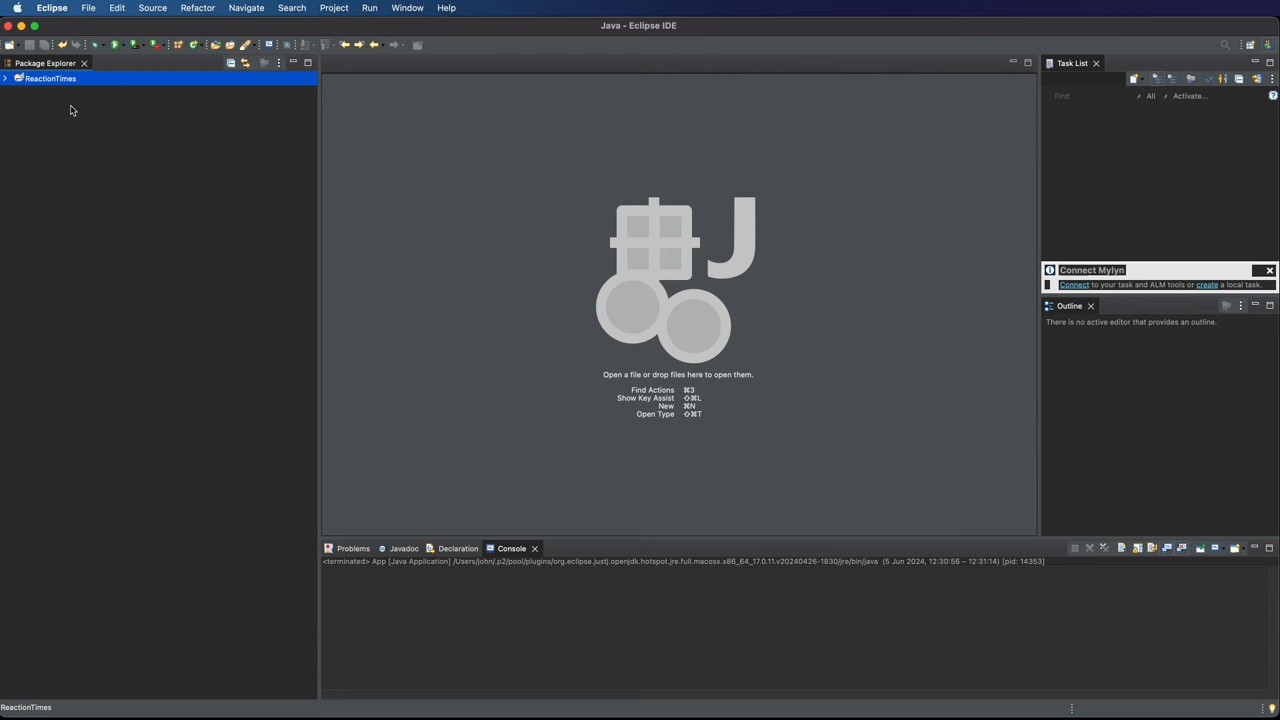 Eclipse File Edit Source Refactor Navigate Search Project Run Window Help
Java - Eclipse IDE
Package Explorer
ReactionTimes
Open a file or drop files here to open them.
Find Actions ⌘3
Show Key Assist ⇧⌘L
New ⌘N
Open Type ⇧⌘T
Task List
Find All Activate...
Connect Mylyn
Connect to your task and ALM tools or create a local task.
Outline
There is no active editor that provides an outline.
Problems Javadoc Declaration Console
<terminated> App [Java Application] /Users/john/.p2/pool/plugins/org.eclipse.justj.openjdk.hotspot.jre.full.macosx.x86_64_17.0.11.v20240426-1830/jre/bin/java (5 Jun 2024, 12:30:56 – 12:31:14) [pid: 14353]
ReactionTimes